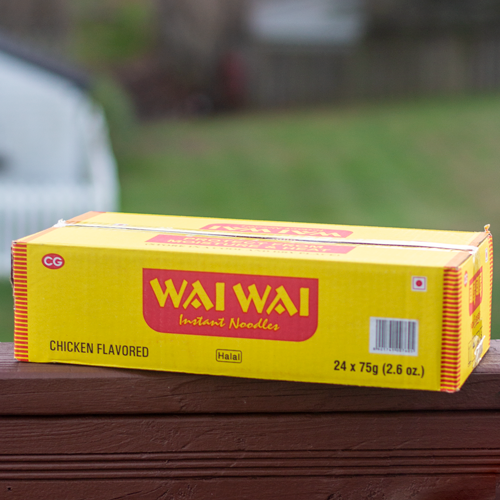 CG
WAI WAI
Instant Noodles
CHICKEN FLAVORED
Halal
24 x 75g (2.6 oz.)